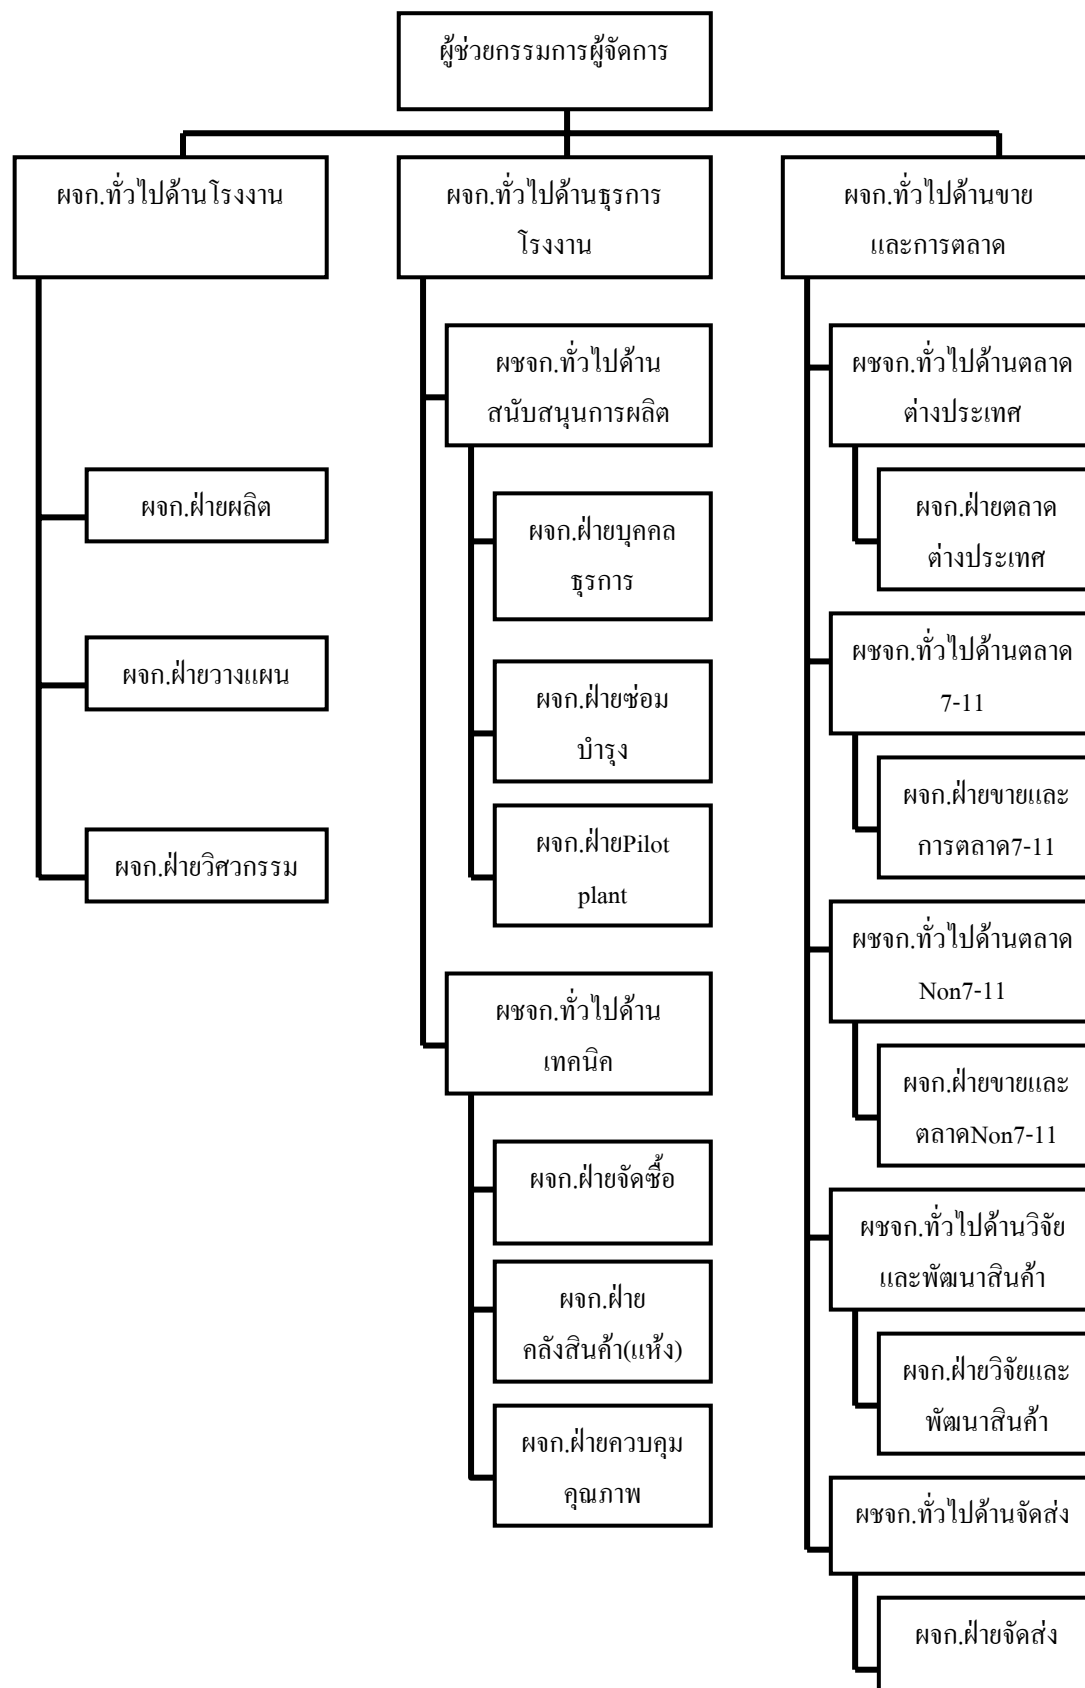 ผู้ช่วยกรรมการผู้จัดการ
ผจก.ทั่วไปด้านโรงงาน
ผจก.ฝ่ายผลิต
ผจก.ฝ่ายวางแผน
ผจก.ฝ่ายวิศวกรรม
ผจก.ทั่วไปด้านธุรการ
โรงงาน
ผชจก.ทั่วไปด้าน
สนับสนุนการผลิต
ผจก.ฝ่ายบุคคล
ธุรการ
ผจก.ฝ่ายซ่อม
บำรุง
ผจก.ฝ่ายPilot
plant
ผชจก.ทั่วไปด้าน
เทคนิค
ผจก.ฝ่ายจัดซื้อ
ผจก.ฝ่าย
คลังสินค้า(แห้ง)
ผจก.ฝ่ายควบคุม
คุณภาพ
ผจก.ทั่วไปด้านขาย
และการตลาด
ผชจก.ทั่วไปด้านตลาด
ต่างประเทศ
ผจก.ฝ่ายตลาด
ต่างประเทศ
ผชจก.ทั่วไปด้านตลาด
7-11
ผจก.ฝ่ายขายและ
การตลาด7-11
ผชจก.ทั่วไปด้านตลาด
Non7-11
ผจก.ฝ่ายขายและ
ตลาดNon7-11
ผชจก.ทั่วไปด้านวิจัย
และพัฒนาสินค้า
ผจก.ฝ่ายวิจัยและ
พัฒนาสินค้า
ผชจก.ทั่วไปด้านจัดส่ง
ผจก.ฝ่ายจัดส่ง